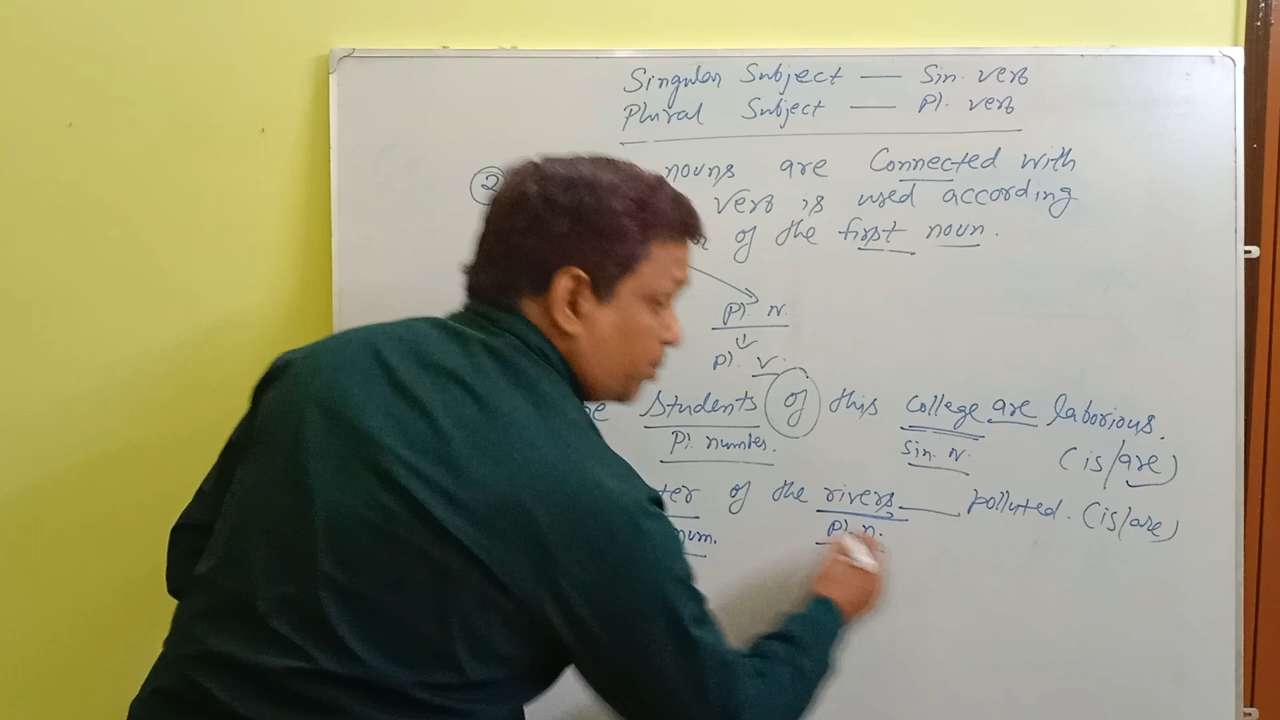 Singular Subject — Sin. verb
Plural Subject — Pl. verb
② nouns are Connected with
verb is used according
of the first noun.
Pl. N.
Pl. V.
Students of this College are laborious.
Pl. number. Sin. N. (is/are)
of the rivers ____ polluted. (is/are)
num. Pl. n.